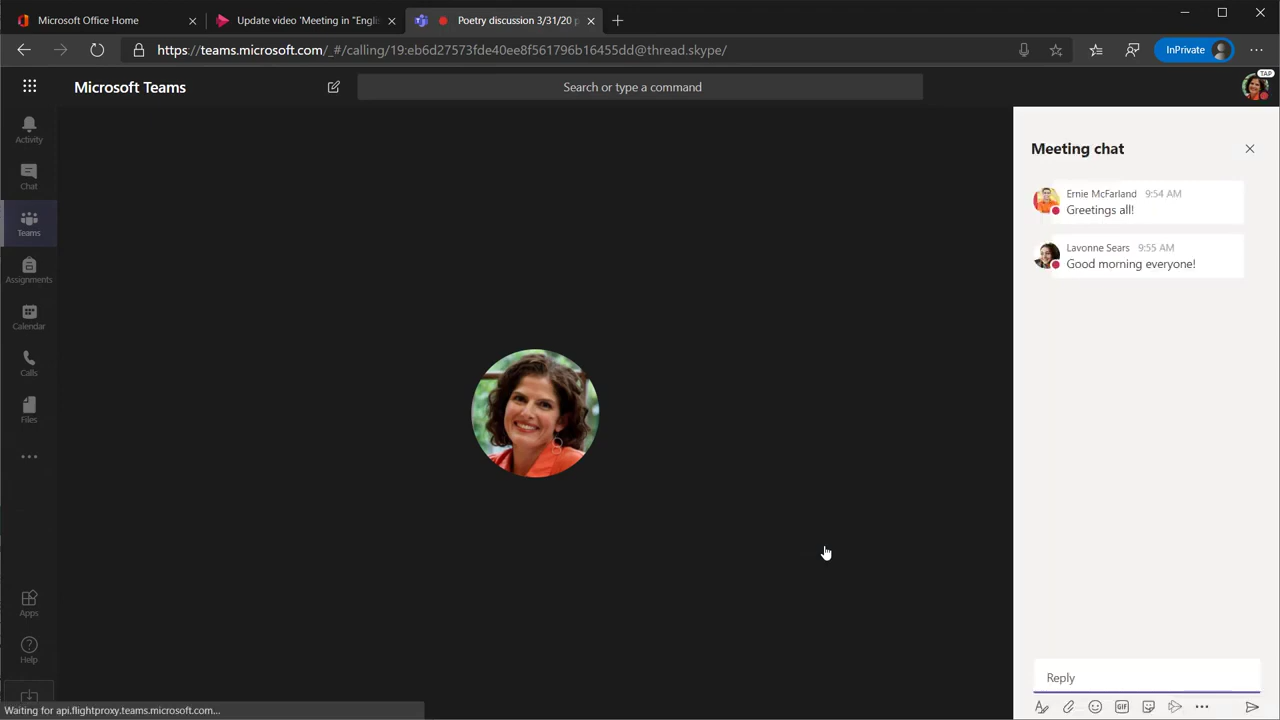 Microsoft Office Home
Update video 'Meeting in "Engli
Poetry discussion 3/31/20 p
https://teams.microsoft.com/_#/calling/19:eb6d27573fde40ee8f561796b16455dd@thread.skype/
InPrivate
Microsoft Teams
Search or type a command
TAP
Activity
Chat
Teams
Assignments
Calendar
Calls
Files
Apps
Help
Meeting chat
Ernie McFarland 9:54 AM
Greetings all!
Lavonne Sears 9:55 AM
Good morning everyone!
Reply
GIF
Waiting for api.flightproxy.teams.microsoft.com...